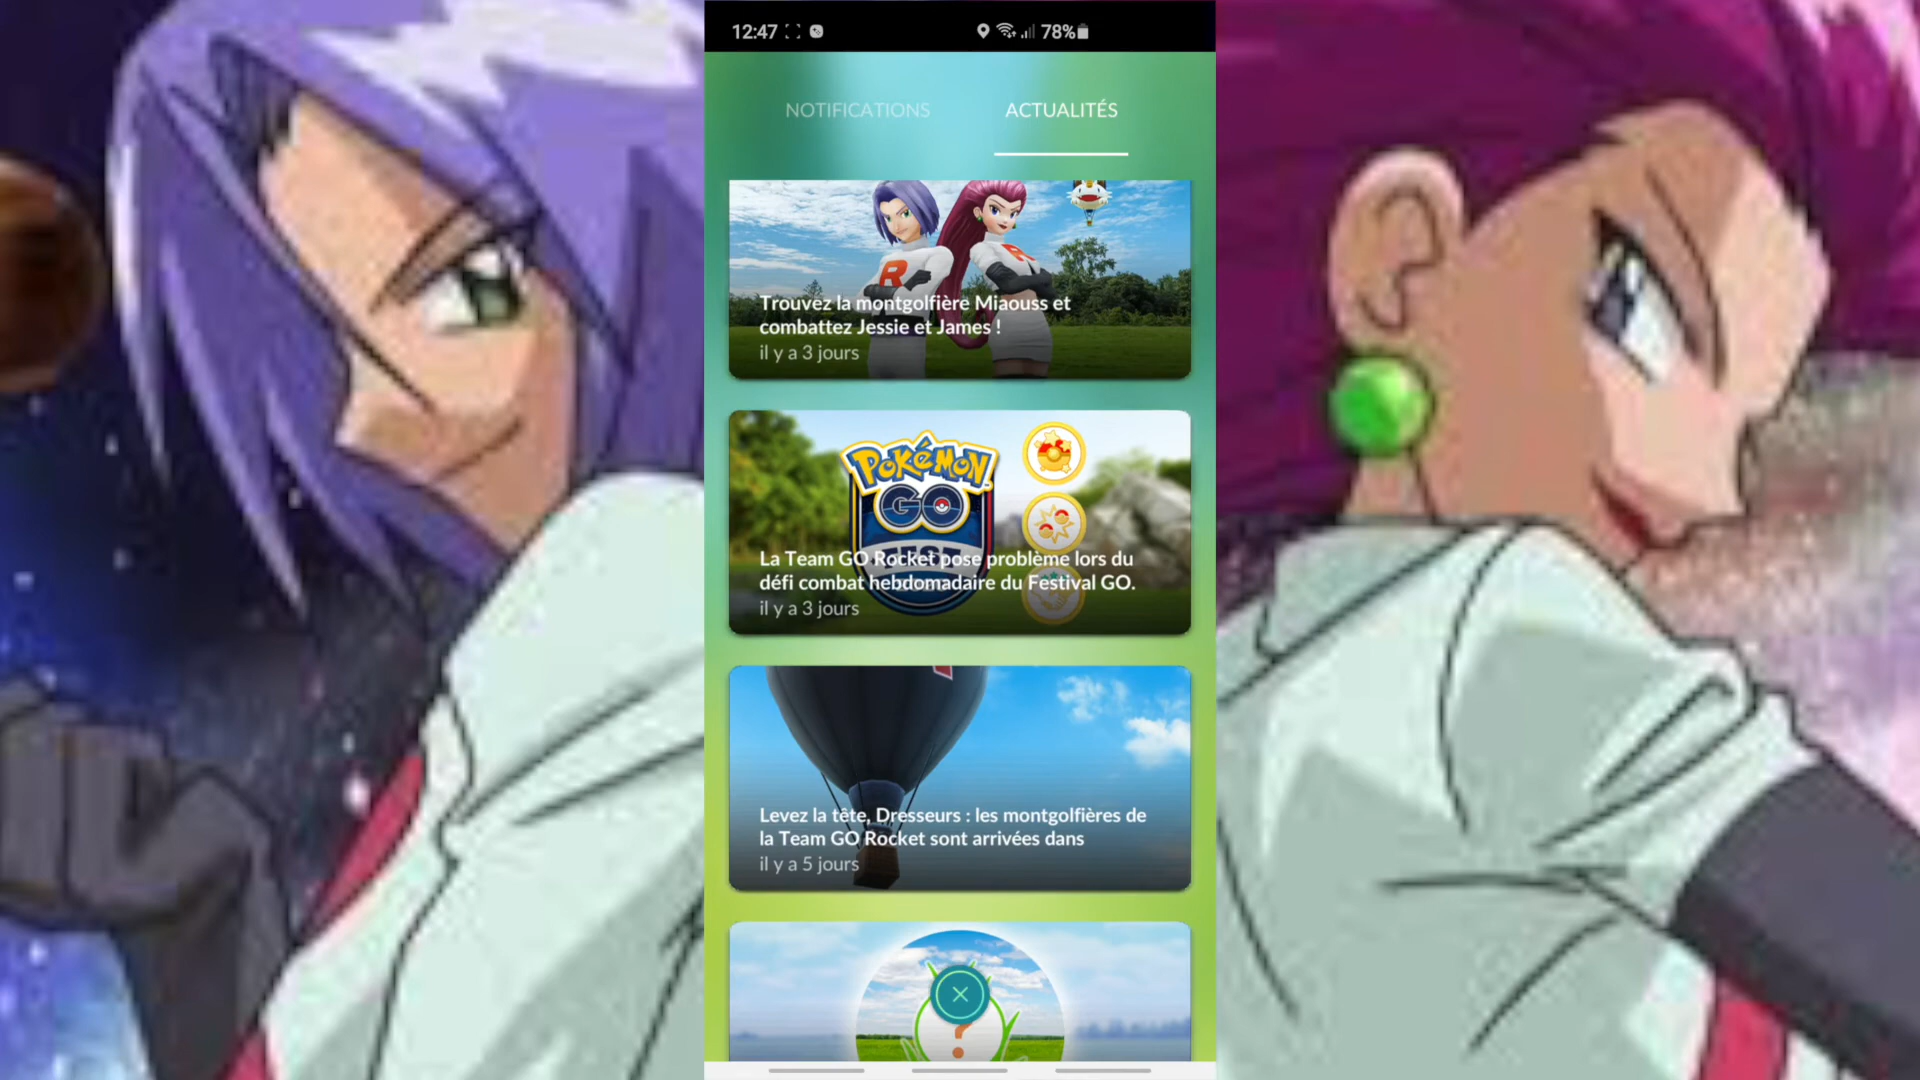 12:47
78%
NOTIFICATIONS
ACTUALITÉS
R
R
Trouvez la montgolfière Miaouss et
combattez Jessie et James !
il y a 3 jours
POKÉMON
GO
FEST
La Team GO Rocket pose problème lors du
défi combat hebdomadaire du Festival GO.
il y a 3 jours
Levez la tête, Dresseurs : les montgolfières de
la Team GO Rocket sont arrivées dans
il y a 5 jours
?